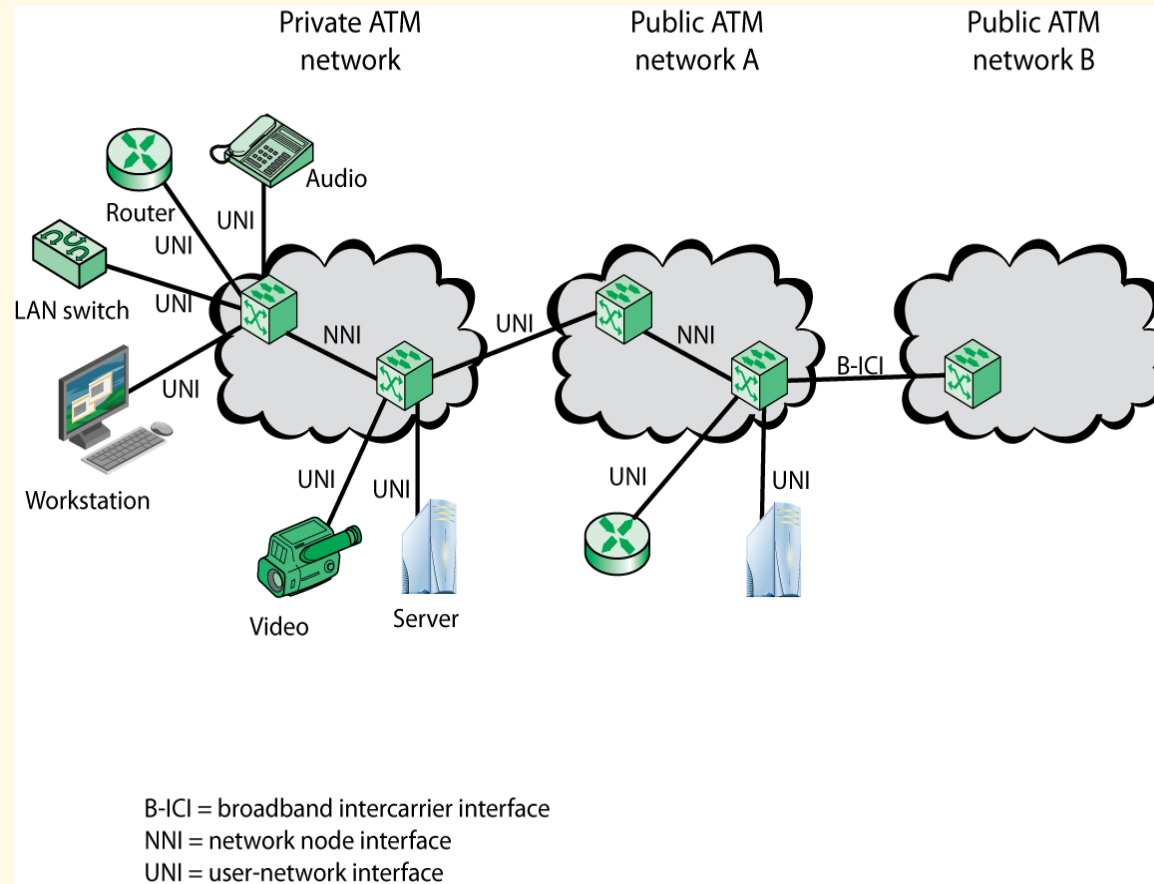 Private ATM
network
Public ATM
network A
Public ATM
network B
Audio
Router
UNI
UNI
LAN switch
UNI
UNI
Workstation
NNI
UNI
NNI
B-ICI
UNI
UNI
Video
Server
UNI
UNI
B-ICI = broadband intercarrier interface
NNI = network node interface
UNI = user-network interface